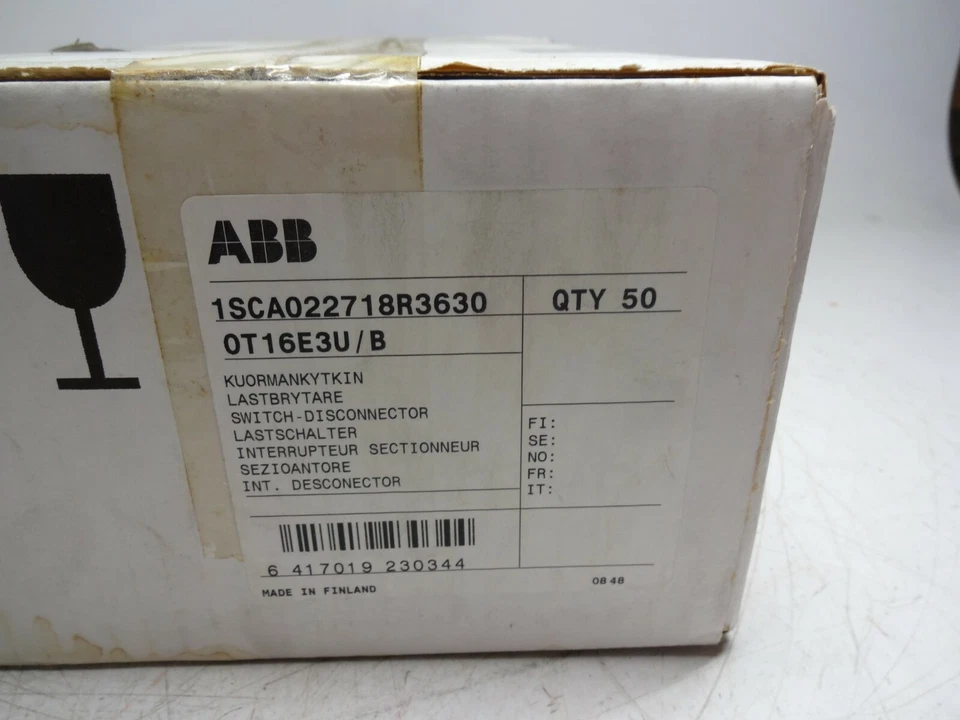 ABB
1SCA022718R3630
QTY 50
OT16E3U/B
KUORMANKYTKIN
LASTBRYTARE
SWITCH-DISCONNECTOR
LASTSCHALTER
INTERRUPTEUR SECTIONNEUR
SEZIOANTORE
INT. DESCONECTOR
FI:
SE:
NO:
FR:
IT:
6 417019 230344
MADE IN FINLAND
08 48